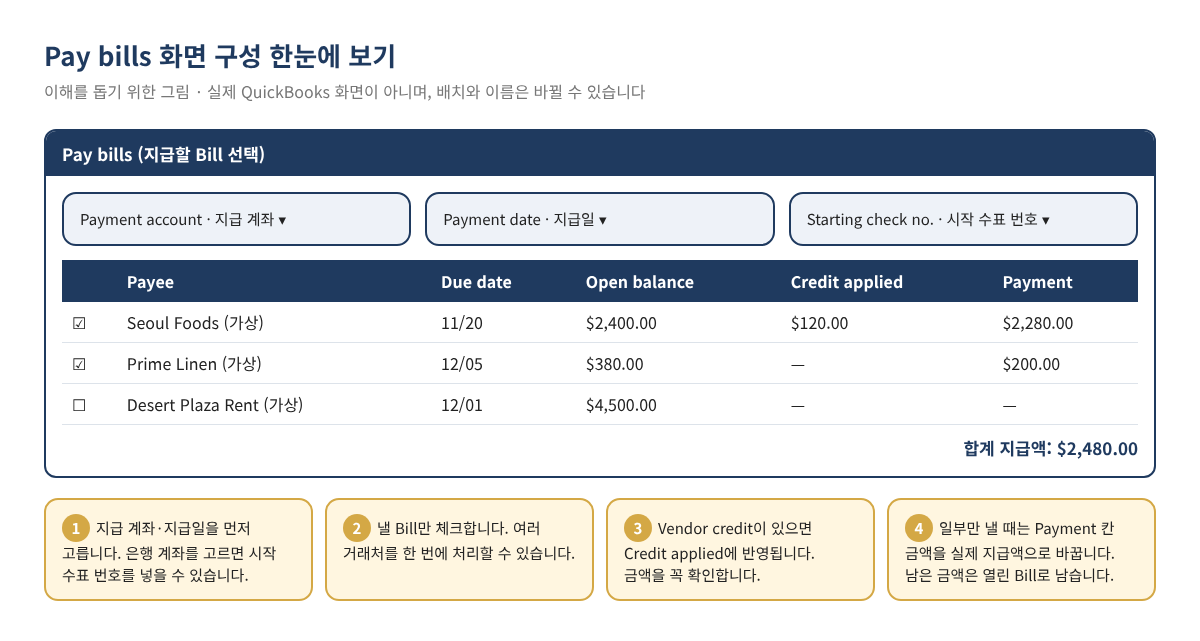 Pay bills 화면 구성 한눈에 보기
이해를 돕기 위한 그림 · 실제 QuickBooks 화면이 아니며, 배치와 이름은 바뀔 수 있습니다
Pay bills (지급할 Bill 선택)
Payment account · 지급 계좌 ▾
Payment date · 지급일 ▾
Starting check no. · 시작 수표 번호 ▾
Payee Due date Open balance Credit applied Payment
☑ Seoul Foods (가상) 11/20 $2,400.00 $120.00 $2,280.00
☑ Prime Linen (가상) 12/05 $380.00 — $200.00
☐ Desert Plaza Rent (가상) 12/01 $4,500.00 — —
합계 지급액: $2,480.00
1 지급 계좌·지급일을 먼저
고릅니다. 은행 계좌를 고르면 시작
수표 번호를 넣을 수 있습니다.
2 낼 Bill만 체크합니다. 여러
거래처를 한 번에 처리할 수 있습니다.
3 Vendor credit이 있으면
Credit applied에 반영됩니다.
금액을 꼭 확인합니다.
4 일부만 낼 때는 Payment 칸
금액을 실제 지급액으로 바꿉니다.
남은 금액은 열린 Bill로 남습니다.